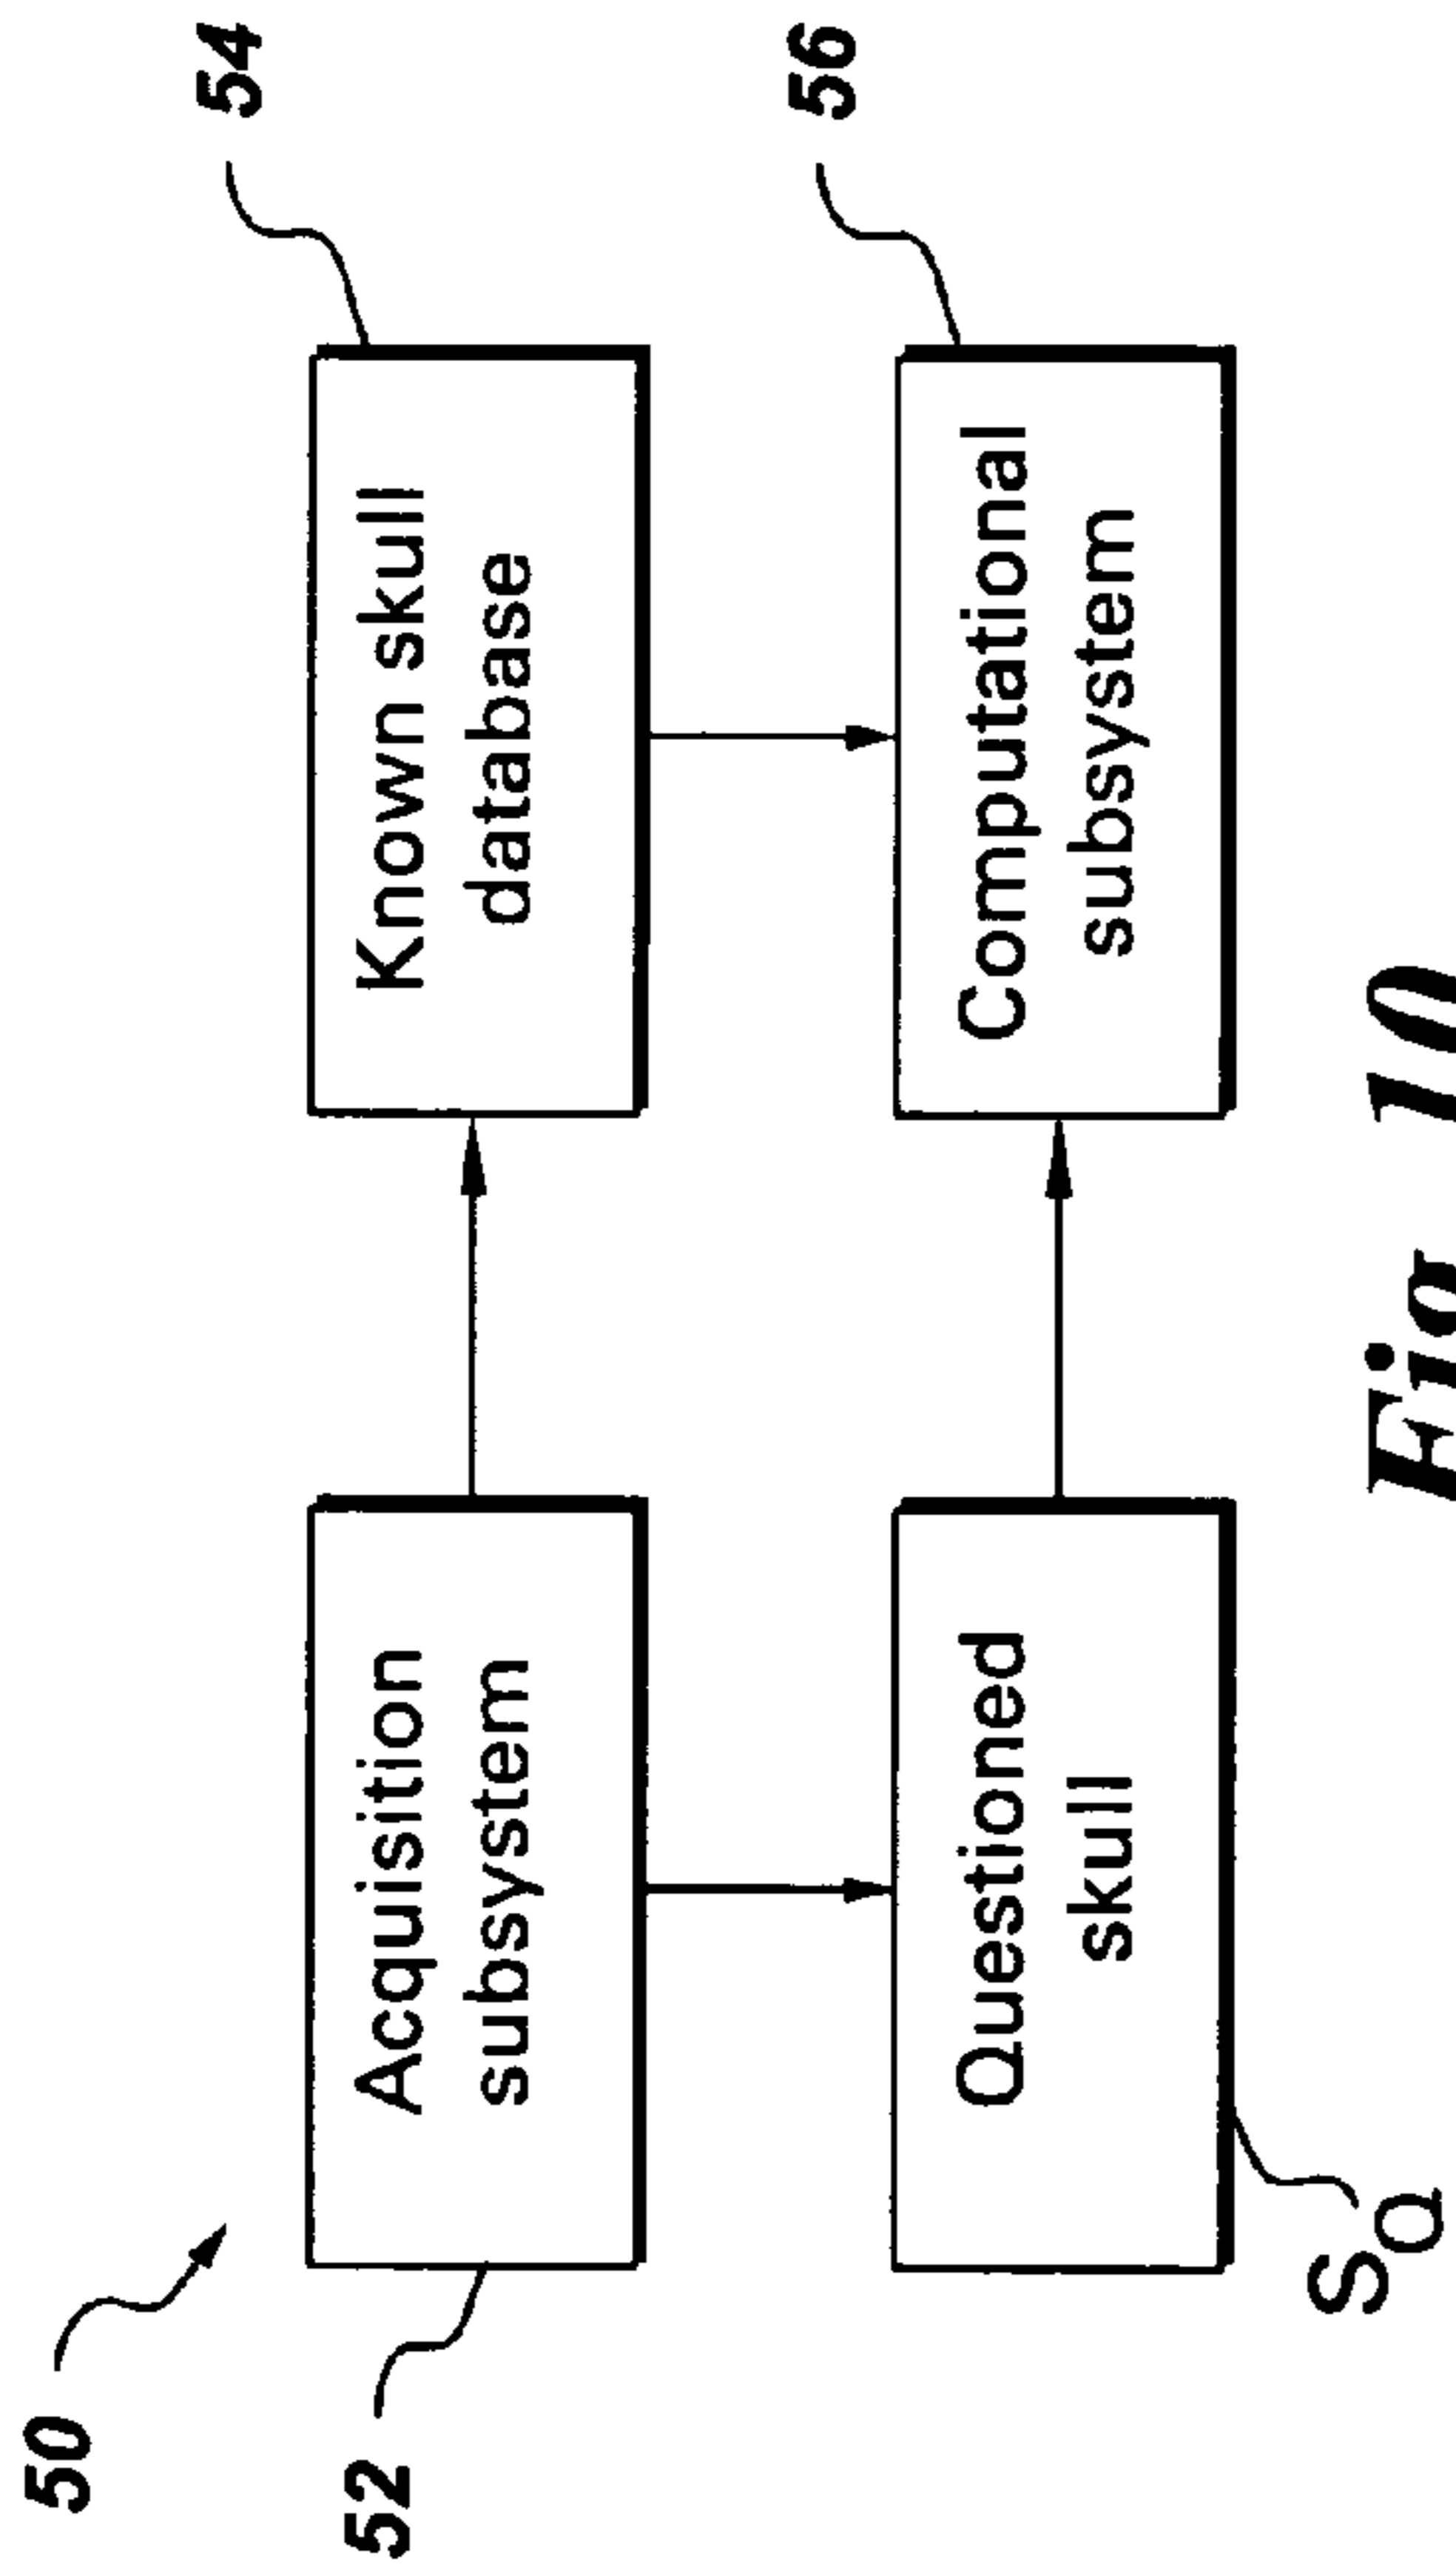 50
52
Acquisition
subsystem
Known skull
database
54
Questioned
skull
SQ
Computational
subsystem
56
Fig 10